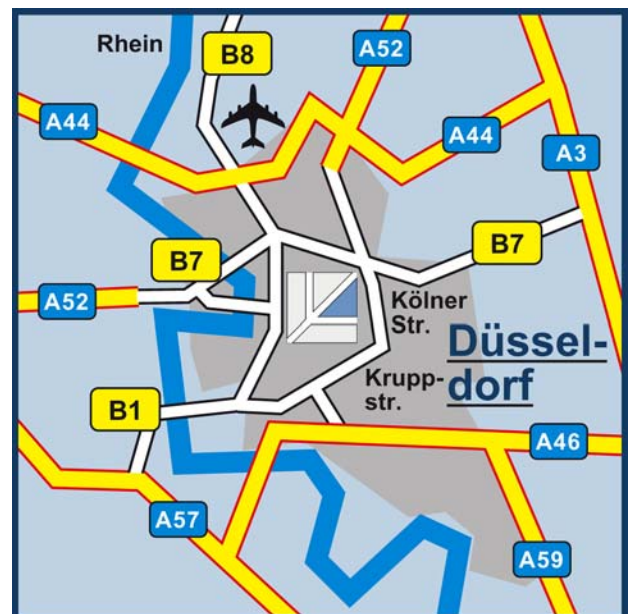 Rhein
B8
A52
A44
A44
A3
B7
B7
A52
Kölner
Str.
Düssel-
dorf
Krupp-
str.
B1
A46
A57
A59